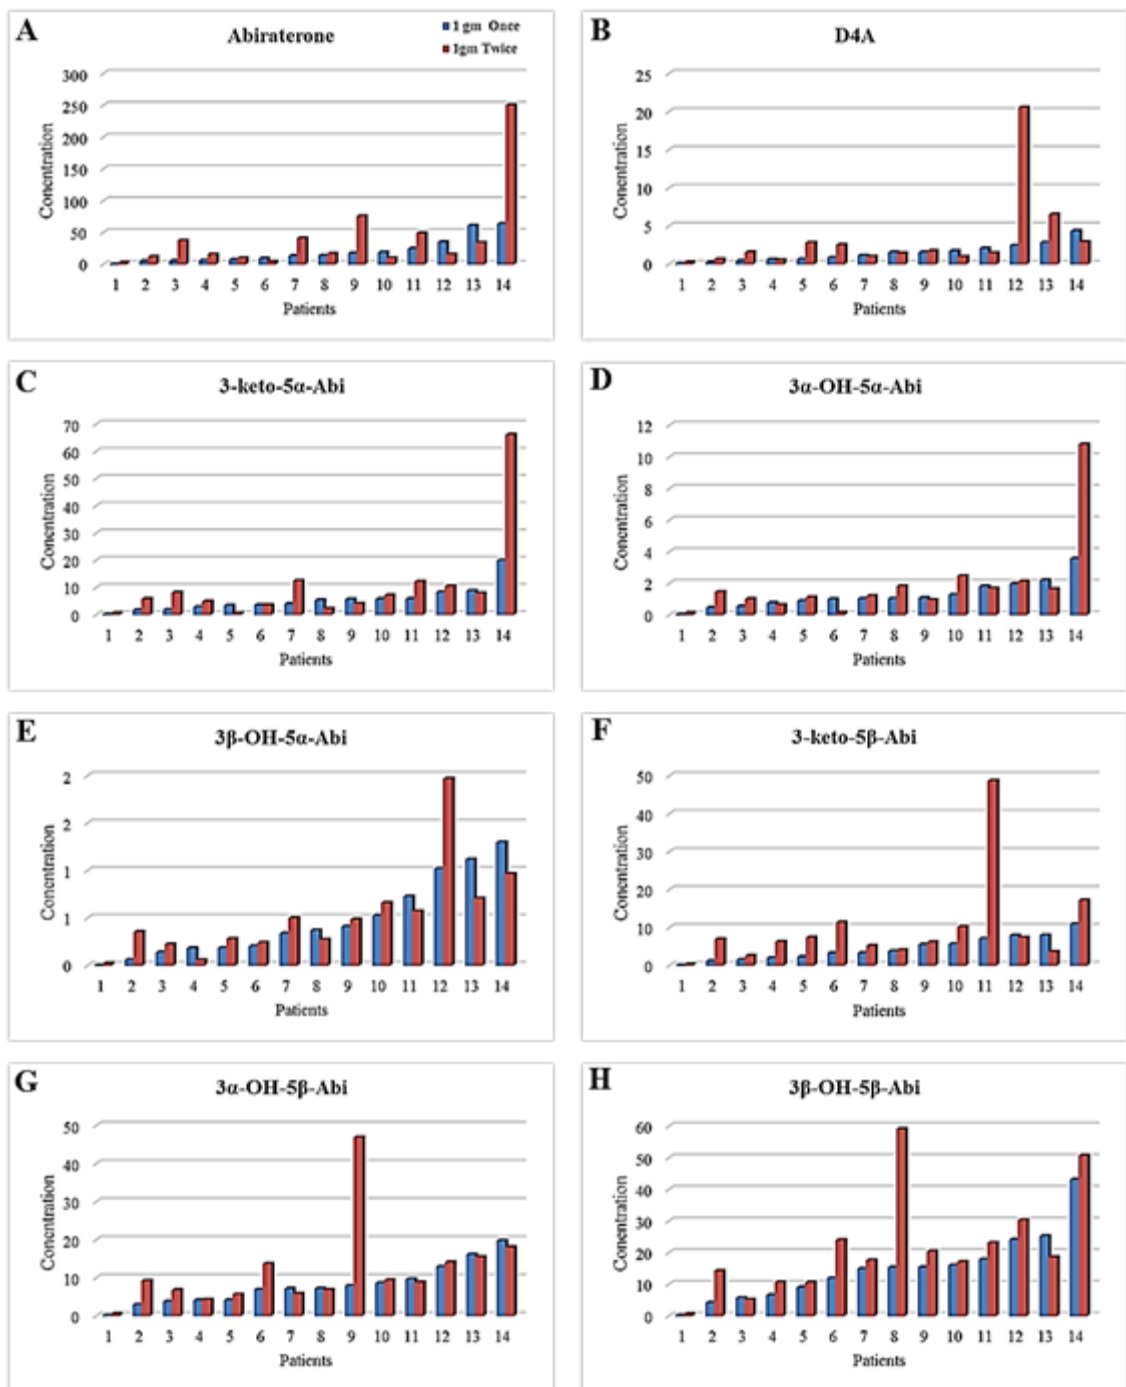 A
Abiraterone
1 gm Once
1gm Twice
Conentration
300
250
200
150
100
50
0
1 2 3 4 5 6 7 8 9 10 11 12 13 14
Patients
B
D4A
Concentration
25
20
15
10
5
0
1 2 3 4 5 6 7 8 9 10 11 12 13 14
Patients
C
3-keto-5α-Abi
Concentration
70
60
50
40
30
20
10
0
1 2 3 4 5 6 7 8 9 10 11 12 13 14
Patients
D
3α-OH-5α-Abi
Concentration
12
10
8
6
4
2
0
1 2 3 4 5 6 7 8 9 10 11 12 13 14
Patients
E
3β-OH-5α-Abi
Concentration
2
2
1
1
0
1 2 3 4 5 6 7 8 9 10 11 12 13 14
Patients
F
3-keto-5β-Abi
Concentration
50
40
30
20
10
0
1 2 3 4 5 6 7 8 9 10 11 12 13 14
Patients
G
3α-OH-5β-Abi
Concentration
50
40
30
20
10
0
1 2 3 4 5 6 7 8 9 10 11 12 13 14
Patients
H
3β-OH-5β-Abi
Concentration
60
50
40
30
20
10
0
1 2 3 4 5 6 7 8 9 10 11 12 13 14
Patients